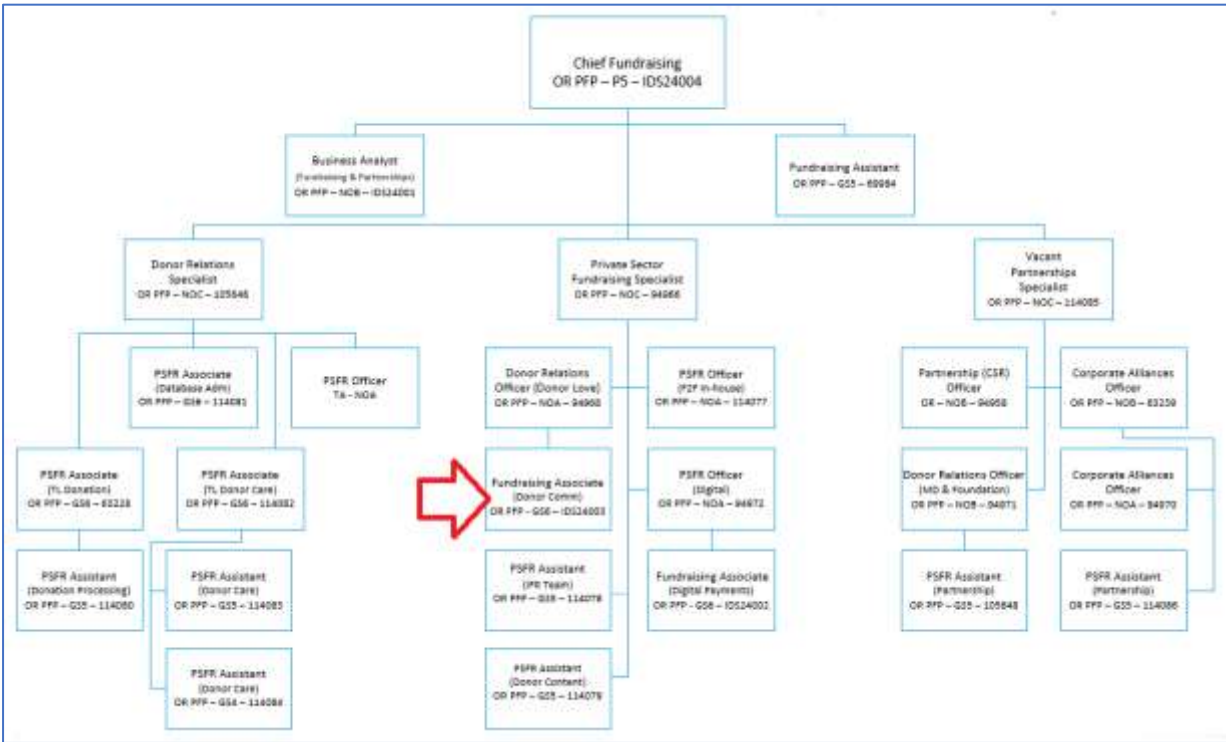 Chief Fundraising
OR PFP – P5 – IDS24004
Business Analyst
(Fundraising & Partnerships)
OR PFP – NOB – IDS24001
Fundraising Assistant
OR PFP – GS5 – 69984
Donor Relations
Specialist
OR PFP – NOC – 105646
Private Sector
Fundraising Specialist
OR PFP – NOC – 94966
Vacant
Partnerships
Specialist
OR PFP – NOC – 114085
PSFR Associate
(Database Adm)
OR PFP – GS6 – 114081
PSFR Officer
TA - NOA
Donor Relations
Officer (Donor Love)
OR PFP – NOA – 94968
PSFR Officer
(F2F In-house)
OR PFP – NOA – 114077
Partnership (CSR)
Officer
OR – NOB – 94958
Corporate Alliances
Officer
OR PFP – NOB – 63259
PSFR Associate
(TL Donation)
OR PFP – GS6 – 63228
PSFR Associate
(TL Donor Care)
OR PFP – GS6 – 114082
Fundraising Associate
(Donor Comm)
OR PFP – GS6 – IDS24003
PSFR Officer
(Digital)
OR PFP – NOA – 94972
Donor Relations Officer
(MD & Foundation)
OR PFP – NOB – 94971
Corporate Alliances
Officer
OR PFP – NOA – 94970
PSFR Assistant
(Donation Processing)
OR PFP – GS5 – 114080
PSFR Assistant
(Donor Care)
OR PFP – GS5 – 114083
PSFR Assistant
(IPR Team)
OR PFP – GS5 – 114078
Fundraising Associate
(Digital Payments)
OR PFP - GS6 – IDS24002
PSFR Assistant
(Partnership)
OR PFP – GS5 – 105648
PSFR Assistant
(Partnership)
OR PFP – GS5 – 114086
PSFR Assistant
(Donor Care)
OR PFP – GS4 – 114084
PSFR Assistant
(Donor Content)
OR PFP – GS5 – 114079